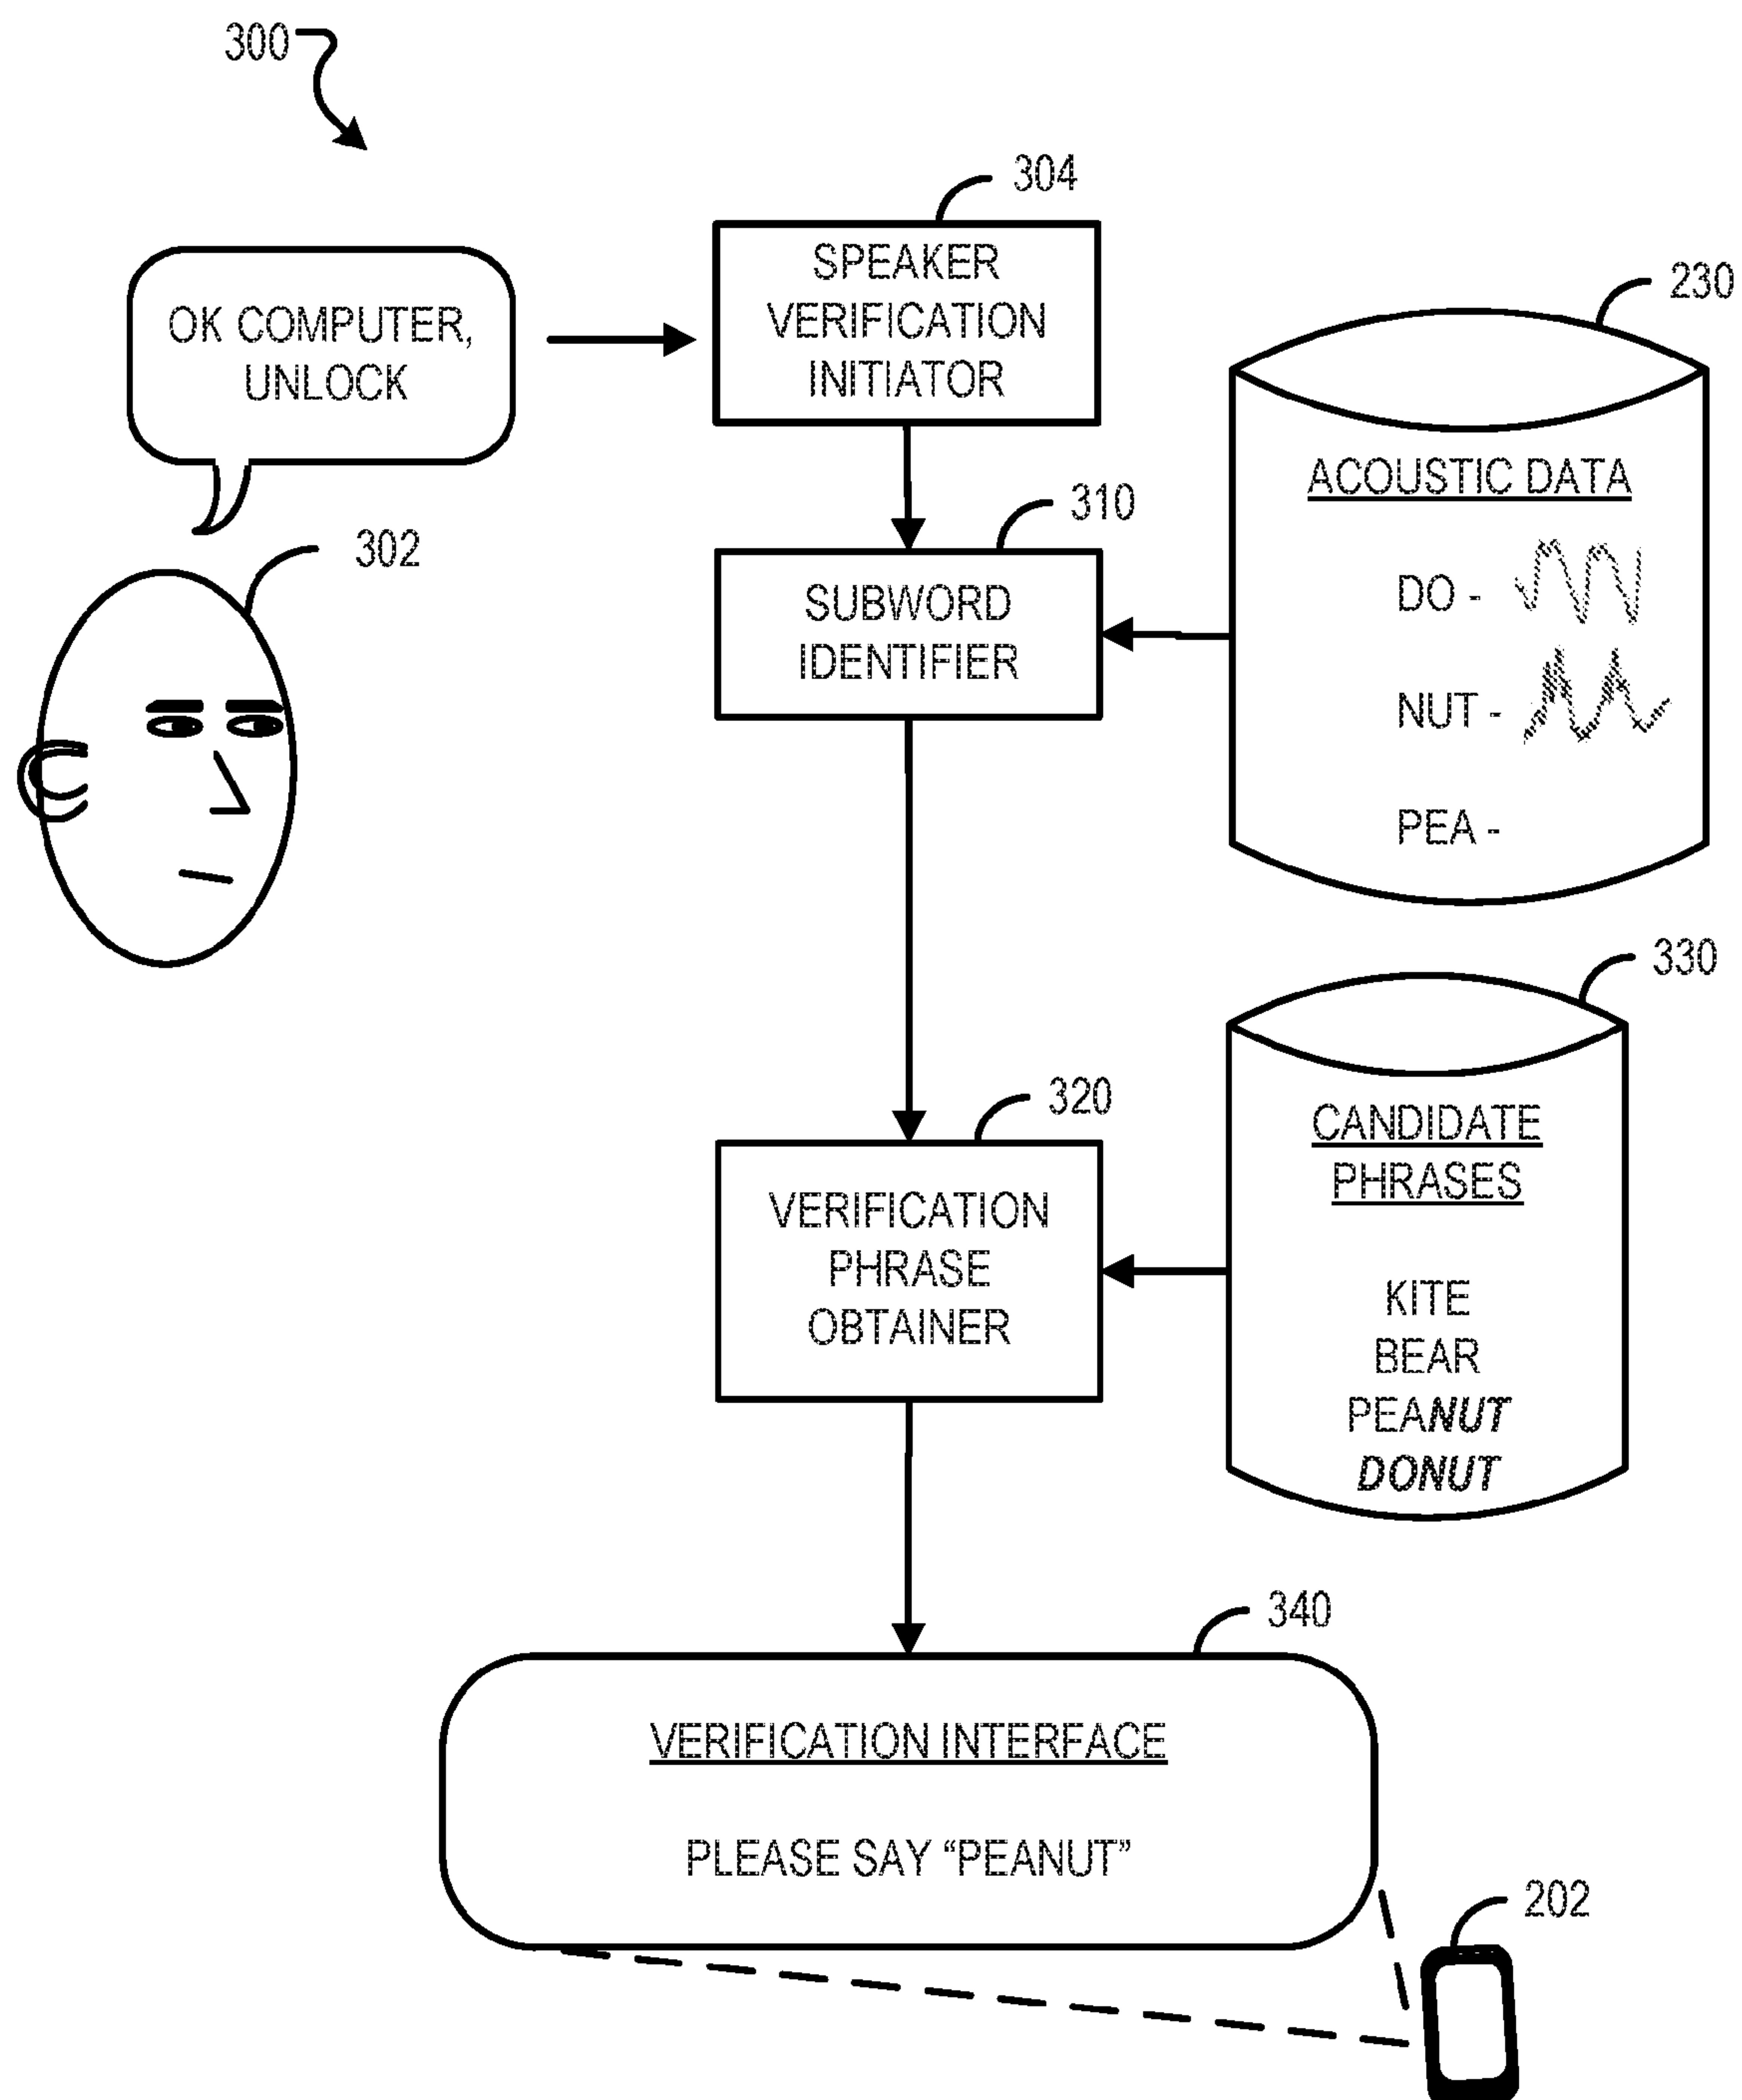 300
304
SPEAKER
VERIFICATION
INITIATOR
OK COMPUTER,
UNLOCK
230
ACOUSTIC DATA
DO -
NUT -
PEA -
310
SUBWORD
IDENTIFIER
302
330
CANDIDATE
PHRASES
KITE
BEAR
PEANUT
DONUT
320
VERIFICATION
PHRASE
OBTAINER
340
VERIFICATION INTERFACE
PLEASE SAY “PEANUT”
202